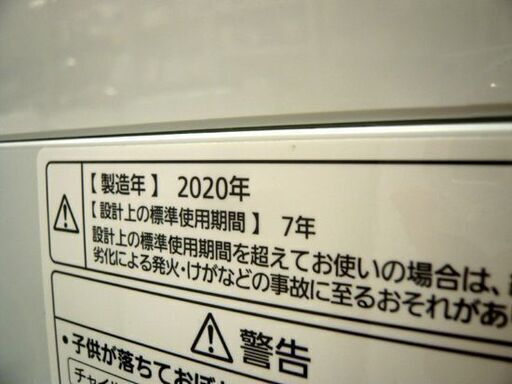 【 製造年 】 2020年
【 設計上の標準使用期間 】 7年
設計上の標準使用期間を超えてお使いの場合は、
劣化による発火・けがなどの事故に至るおそれがあ
警告
・子供が落ちておぼ
チャイ